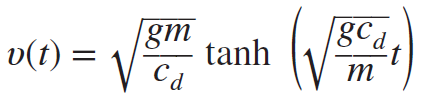 υ(t) = √(gm/c_d) tanh (√(gc_d/m) t)